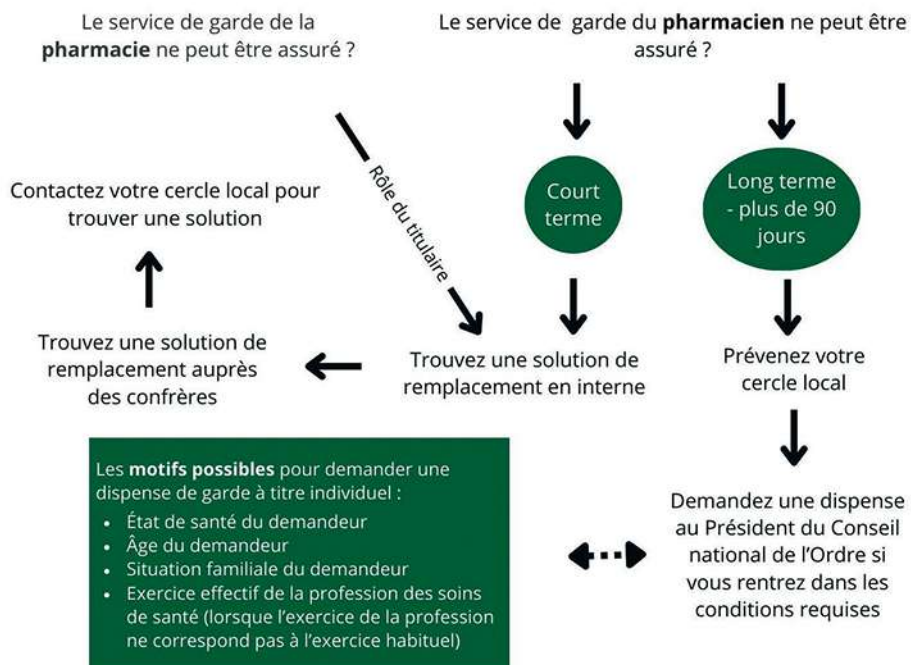 Le service de garde de la
pharmacie ne peut être assuré ?
Le service de garde du pharmacien ne peut être
assuré ?
Rôle du titulaire
Court
terme
Long terme
- plus de 90
jours
Contactez votre cercle local pour
trouver une solution
Trouvez une solution de
remplacement auprès
des confrères
Trouvez une solution de
remplacement en interne
Prévenez votre
cercle local
Les motifs possibles pour demander une
dispense de garde à titre individuel :
• État de santé du demandeur
• Âge du demandeur
• Situation familiale du demandeur
• Exercice effectif de la profession des soins
de santé (lorsque l’exercice de la profession
ne correspond pas à l’exercice habituel)
Demandez une dispense
au Président du Conseil
national de l’Ordre si
vous rentrez dans les
conditions requises